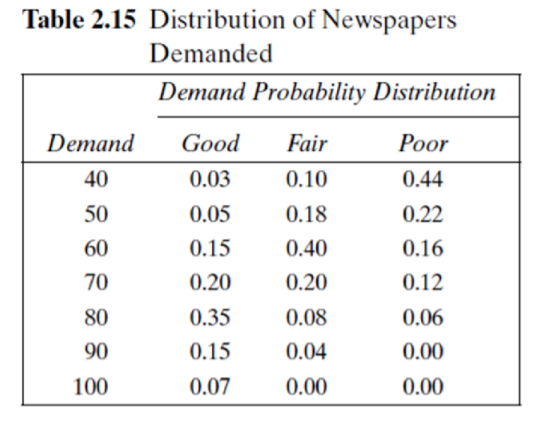 Table 2.15 Distribution of Newspapers
Demanded
Demand Probability Distribution
Demand Good Fair Poor
40 0.03 0.10 0.44
50 0.05 0.18 0.22
60 0.15 0.40 0.16
70 0.20 0.20 0.12
80 0.35 0.08 0.06
90 0.15 0.04 0.00
100 0.07 0.00 0.00